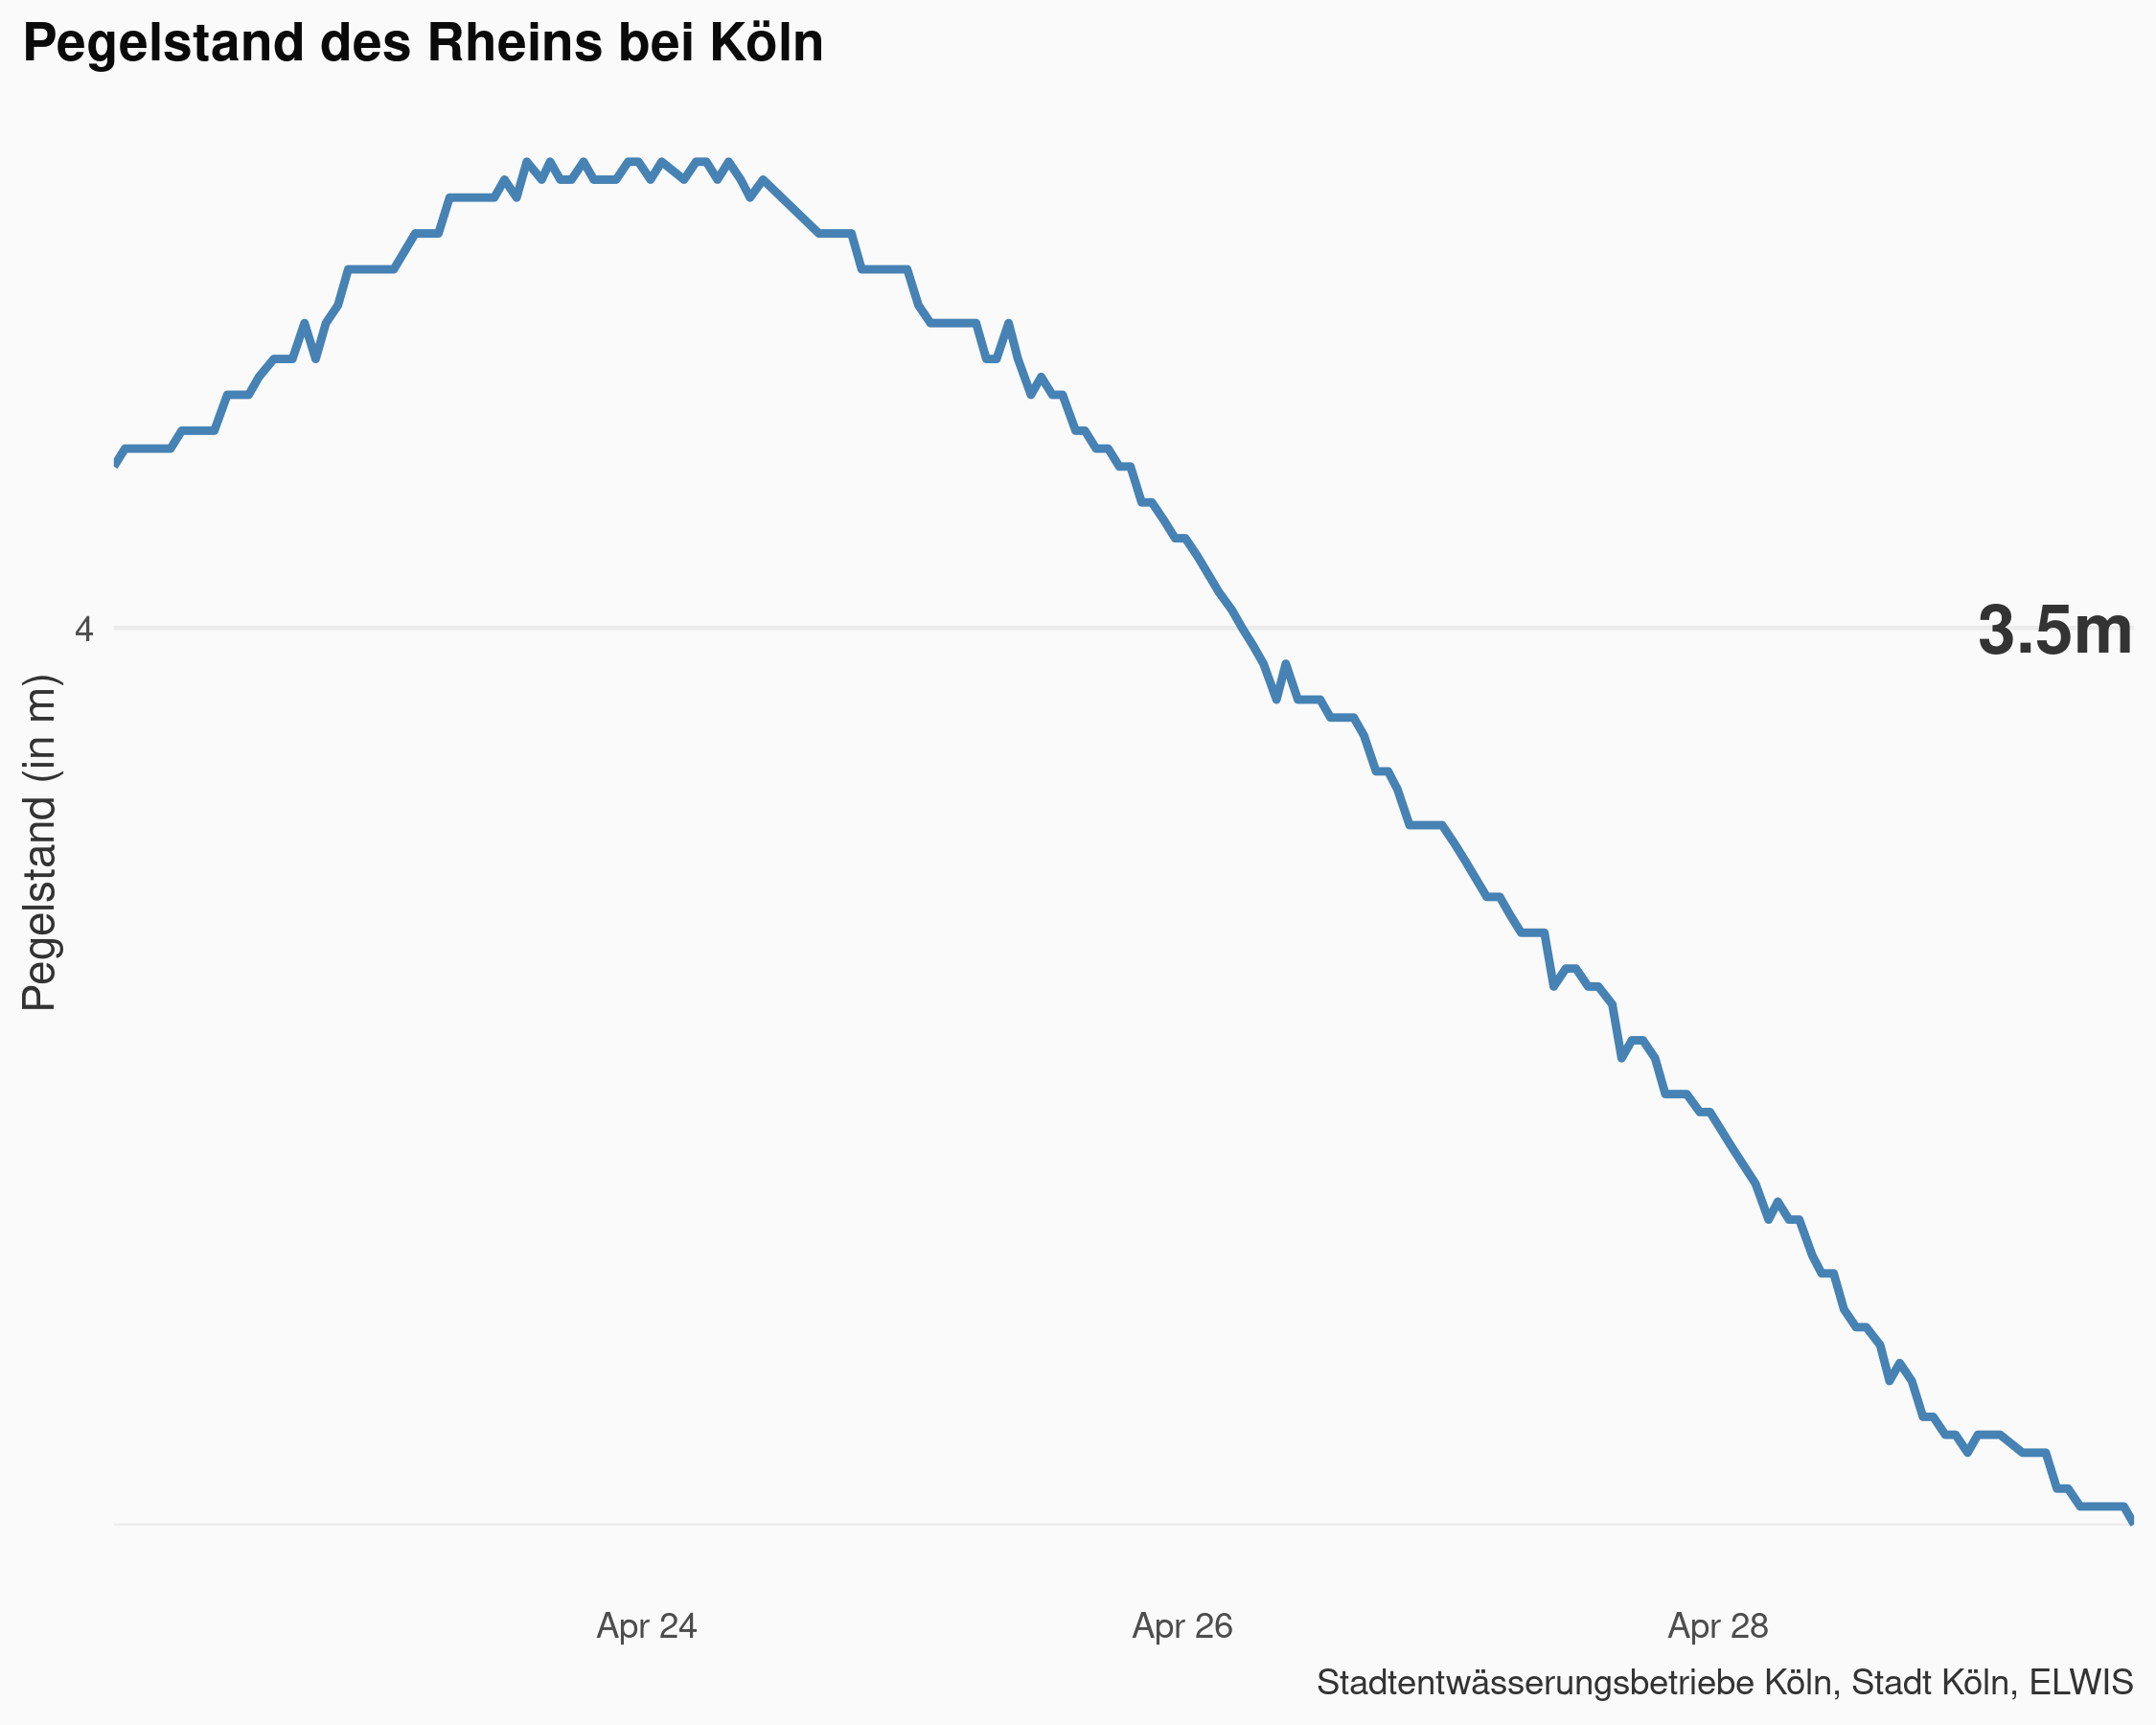 Pegelstand des Rheins bei Köln
4
3.5m
Pegelstand (in m)
Apr 24
Apr 26
Apr 28
Stadtentwässerungsbetriebe Köln, Stadt Köln, ELWIS